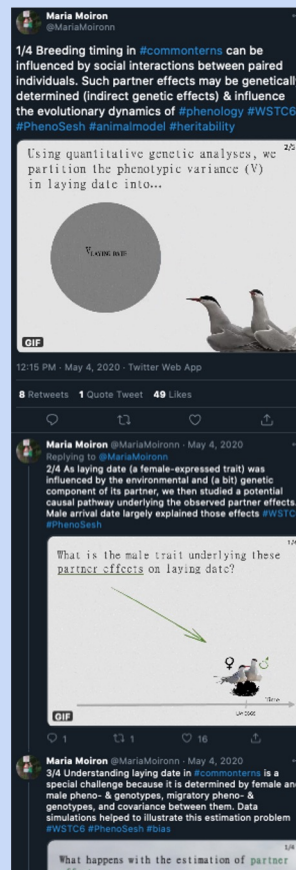 Maria Moiron
@MariaMoironn
1/4 Breeding timing in #commonterns can be
influenced by social interactions between paired
individuals. Such partner effects may be genetically
determined (indirect genetic effects) & influence
the evolutionary dynamics of #phenology #WSTC6
#PhenoSesh #animalmodel #heritability
Using quantitative genetic analyses, we
partition the phenotypic variance (V)
in laying date into...
V LAYING DATE
GIF
12:15 PM · May 4, 2020 · Twitter Web App
8 Retweets 1 Quote Tweet 49 Likes
Maria Moiron @MariaMoironn · May 4, 2020
Replying to @MariaMoironn
2/4 As laying date (a female-expressed trait) was
influenced by the environmental and (a bit) genetic
component of its partner, we then studied a potential
causal pathway underlying the observed partner effects.
Male arrival date largely explained those effects #WSTC
#PhenoSesh
What is the male trait underlying these
partner effects on laying date?
♀ ♂
Time
GIF
1 1 16
Maria Moiron @MariaMoironn · May 4, 2020
3/4 Understanding laying date in #commonterns is a
special challenge because it is determined by female and
male pheno- & genotypes, migratory pheno- &
genotypes, and covariance between them. Data
simulations helped to illustrate this estimation problem
#WSTC6 #PhenoSesh #bias
1/4
What happens with the estimation of partner